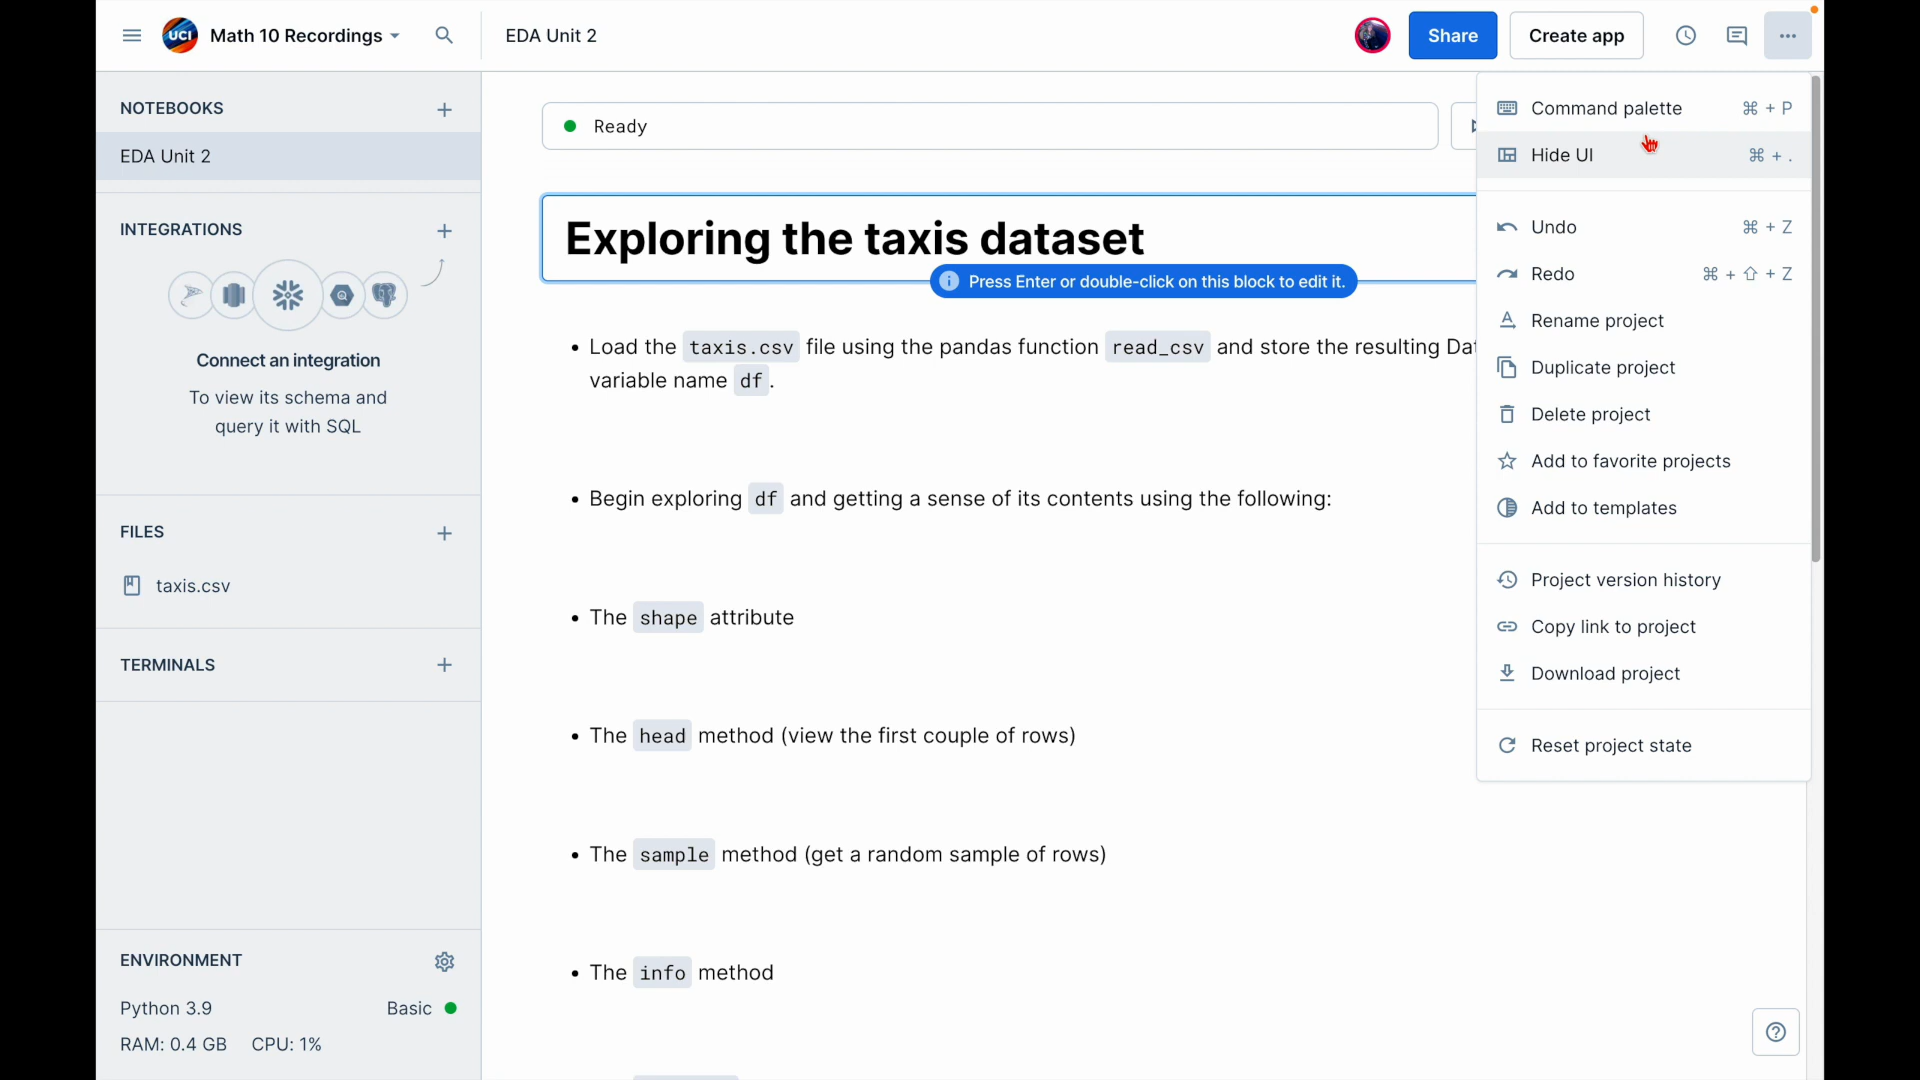 UCI Math 10 Recordings
EDA Unit 2
Share
Create app
NOTEBOOKS
EDA Unit 2
INTEGRATIONS
Connect an integration
To view its schema and
query it with SQL
FILES
taxis.csv
TERMINALS
ENVIRONMENT
Python 3.9 Basic
RAM: 0.4 GB CPU: 1%
Ready
Exploring the taxis dataset
Press Enter or double-click on this block to edit it.
• Load the taxis.csv file using the pandas function read_csv and store the resulting Dat
variable name df.
• Begin exploring df and getting a sense of its contents using the following:
• The shape attribute
• The head method (view the first couple of rows)
• The sample method (get a random sample of rows)
• The info method
Command palette ⌘ + P
Hide UI ⌘ + .
Undo ⌘ + Z
Redo ⌘ + ⇧ + Z
Rename project
Duplicate project
Delete project
Add to favorite projects
Add to templates
Project version history
Copy link to project
Download project
Reset project state